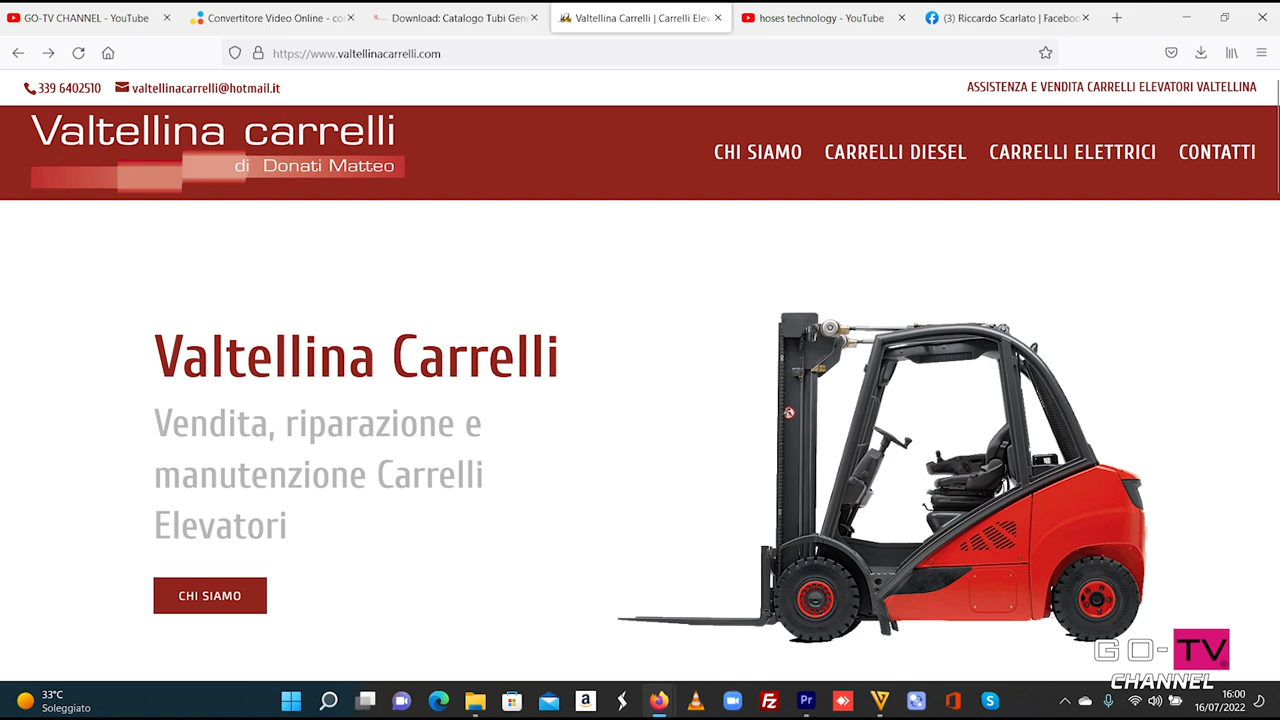 GO-TV CHANNEL - YouTube
Convertitore Video Online - co
Download: Catalogo Tubi Gene
Valtellina Carrelli | Carrelli Elev
hoses technology - YouTube
(3) Riccardo Scarlato | Faceboo
https://www.valtellinacarrelli.com
339 6402510 valtellinacarrelli@hotmail.it
ASSISTENZA E VENDITA CARRELLI ELEVATORI VALTELLINA
Valtellina carrelli
di Donati Matteo
CHI SIAMO CARRELLI DIESEL CARRELLI ELETTRICI CONTATTI
Valtellina Carrelli
Vendita, riparazione e
manutenzione Carrelli
Elevatori
CHI SIAMO
GO-TV
CHANNEL
33°C
Soleggiato
16:00
16/07/2022